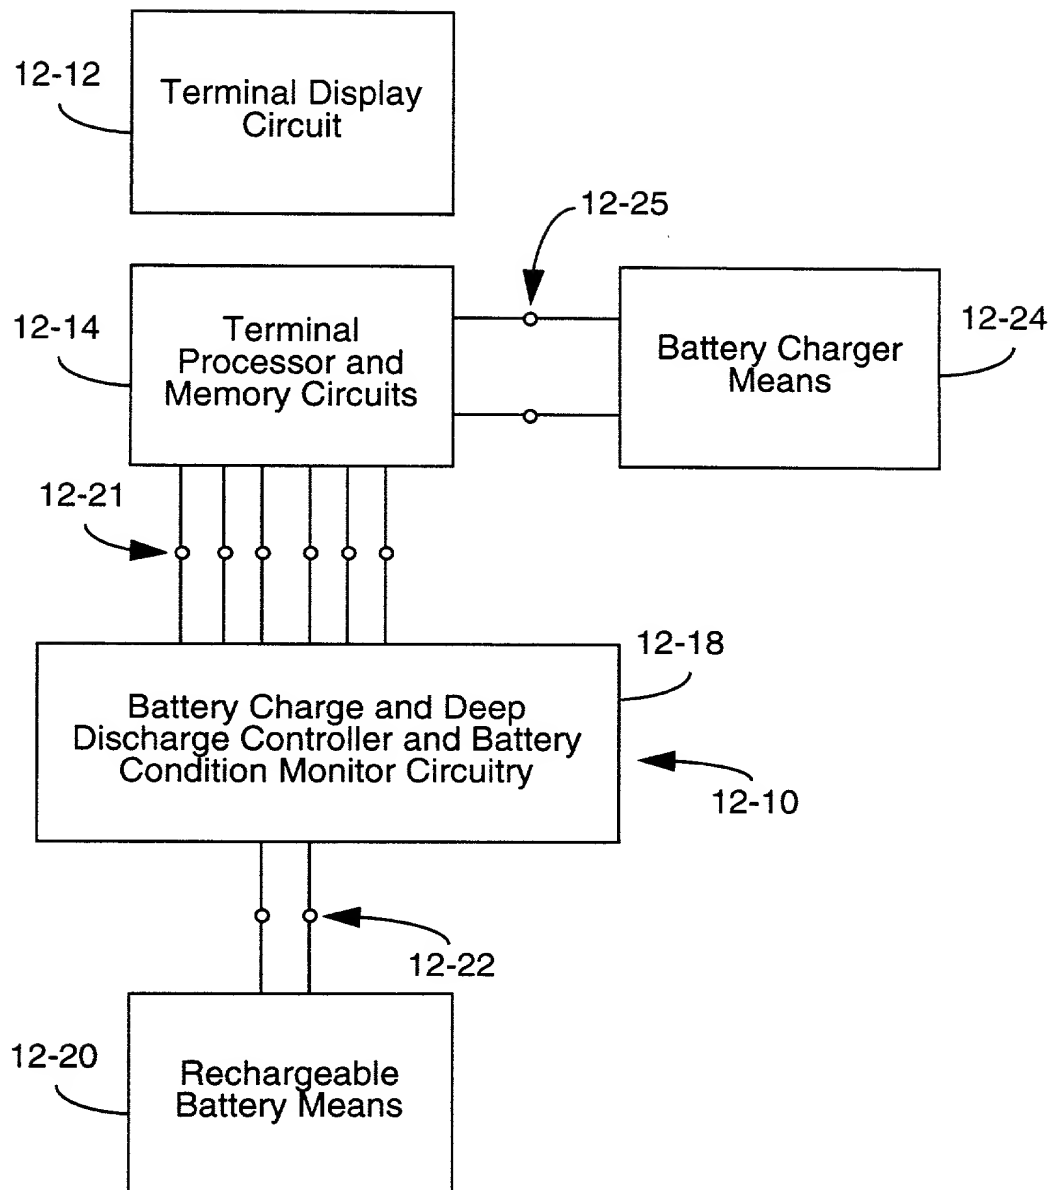 12-12
Terminal Display
Circuit
12-25
12-14
Terminal
Processor and
Memory Circuits
Battery Charger
Means
12-24
12-21
12-18
Battery Charge and Deep
Discharge Controller and Battery
Condition Monitor Circuitry
12-10
12-22
12-20
Rechargeable
Battery Means